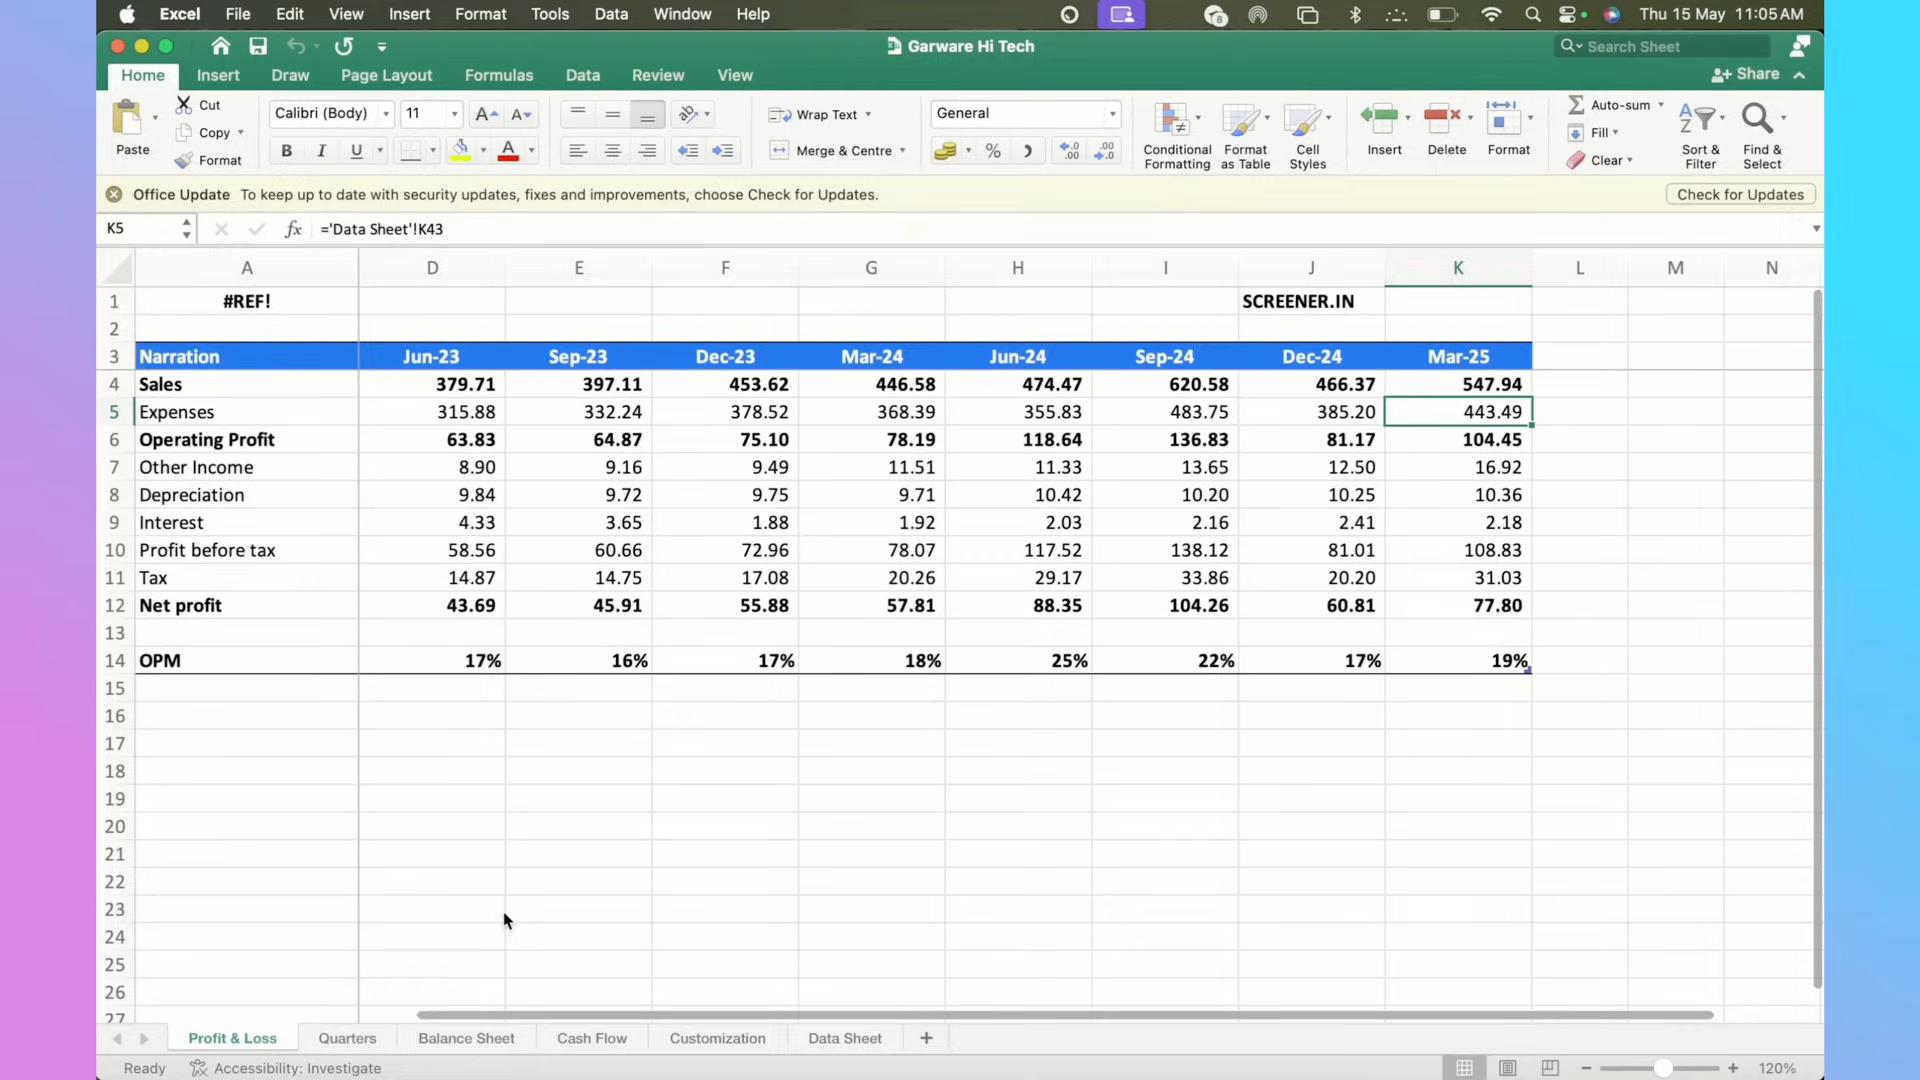 Excel File Edit View Insert Format Tools Data Window Help 8 Thu 15 May 11:05 AM
Garware Hi Tech Search Sheet
Home Insert Draw Page Layout Formulas Data Review View Share
Paste Cut Copy Format Calibri (Body) 11 A A B I U A Wrap Text Merge & Centre General % Conditional Formatting Format as Table Cell Styles Insert Delete Format Auto-sum Fill Clear Sort & Filter Find & Select
Office Update To keep up to date with security updates, fixes and improvements, choose Check for Updates. Check for Updates
K5 fx ='Data Sheet'!K43
A D E F G H I J K L M N
1 #REF! SCREENER.IN
2
3 Narration Jun-23 Sep-23 Dec-23 Mar-24 Jun-24 Sep-24 Dec-24 Mar-25
4 Sales 379.71 397.11 453.62 446.58 474.47 620.58 466.37 547.94
5 Expenses 315.88 332.24 378.52 368.39 355.83 483.75 385.20 443.49
6 Operating Profit 63.83 64.87 75.10 78.19 118.64 136.83 81.17 104.45
7 Other Income 8.90 9.16 9.49 11.51 11.33 13.65 12.50 16.92
8 Depreciation 9.84 9.72 9.75 9.71 10.42 10.20 10.25 10.36
9 Interest 4.33 3.65 1.88 1.92 2.03 2.16 2.41 2.18
10 Profit before tax 58.56 60.66 72.96 78.07 117.52 138.12 81.01 108.83
11 Tax 14.87 14.75 17.08 20.26 29.17 33.86 20.20 31.03
12 Net profit 43.69 45.91 55.88 57.81 88.35 104.26 60.81 77.80
13
14 OPM 17% 16% 17% 18% 25% 22% 17% 19%
15
16
17
18
19
20
21
22
23
24
25
26
27
Profit & Loss Quarters Balance Sheet Cash Flow Customization Data Sheet +
Ready Accessibility: Investigate 120%